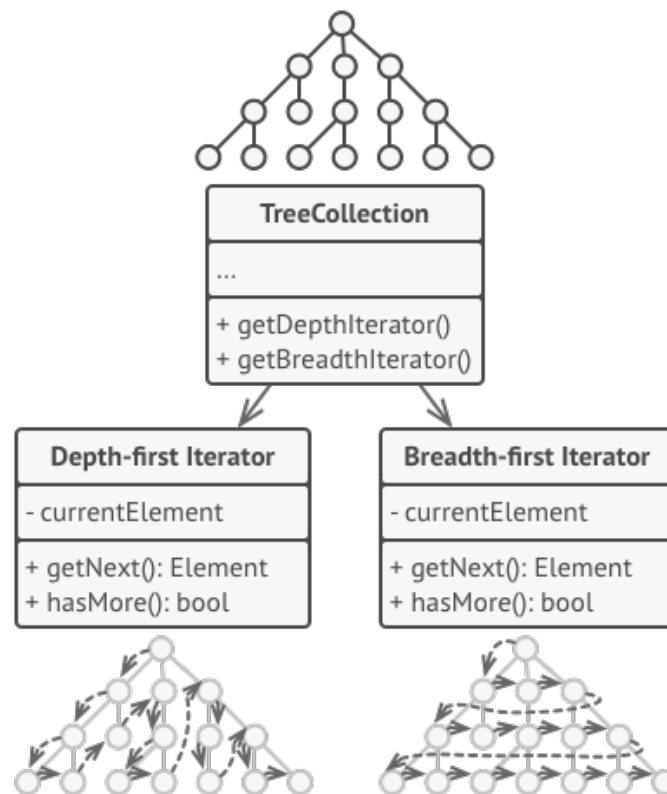 TreeCollection
...
+ getDepthIterator()
+ getBreadthIterator()
Depth-first Iterator
- currentElement
+ getNext(): Element
+ hasMore(): bool
Breadth-first Iterator
- currentElement
+ getNext(): Element
+ hasMore(): bool